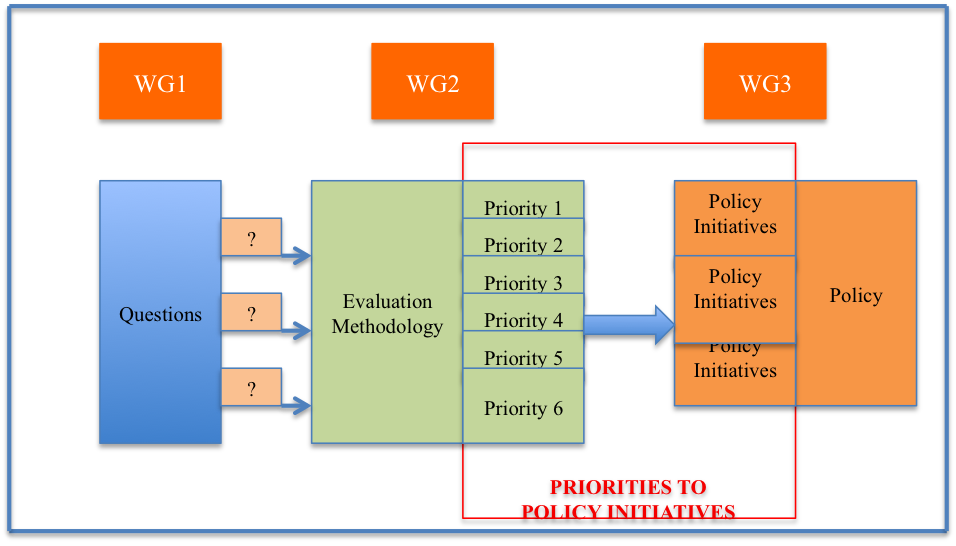 WG1
WG2
WG3
Questions
?
?
?
Evaluation
Methodology
Priority 1
Priority 2
Priority 3
Priority 4
Priority 5
Priority 6
Policy
Initiatives
Policy
Initiatives
Policy
Initiatives
Policy
PRIORITIES TO
POLICY INITIATIVES